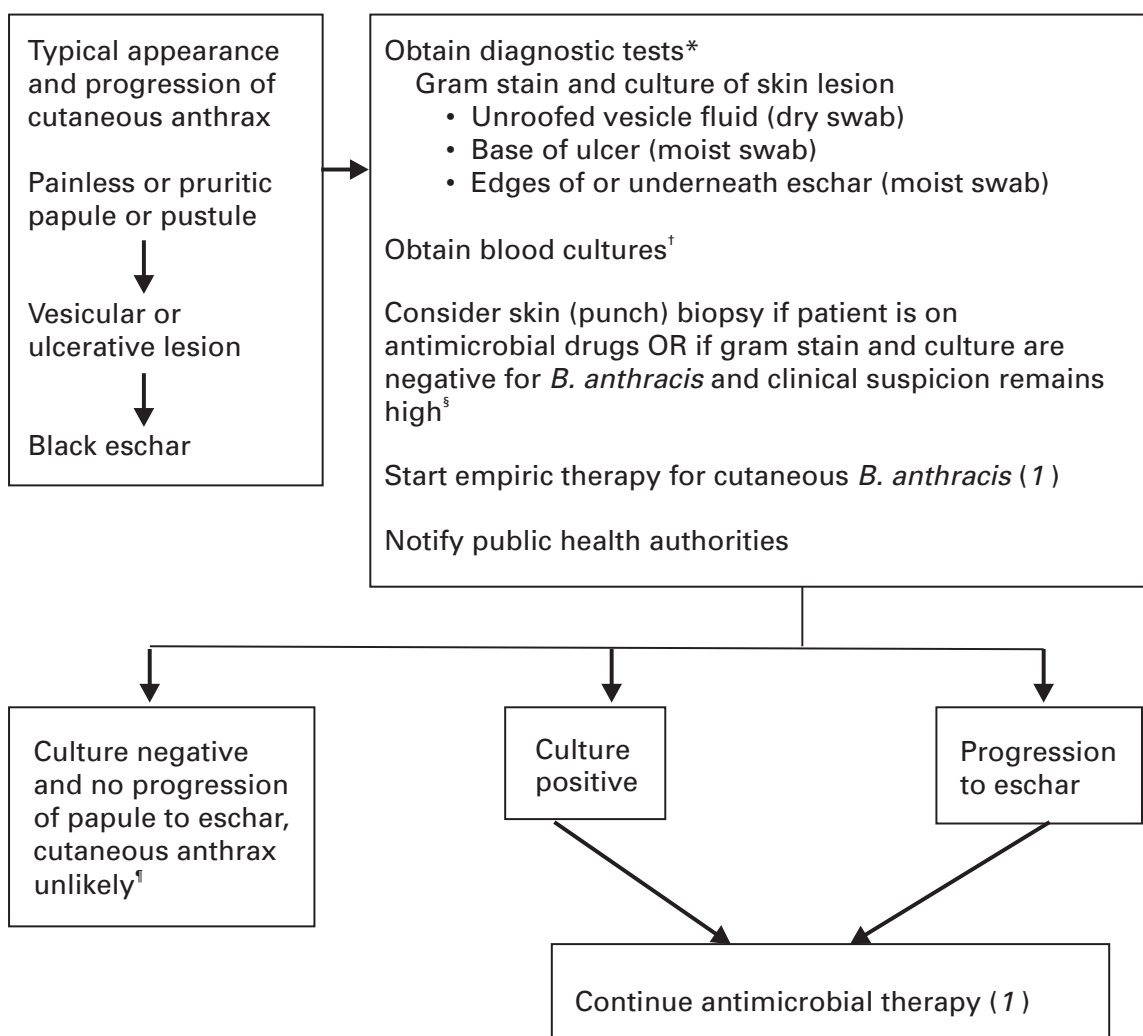 Typical appearance
and progression of
cutaneous anthrax
Painless or pruritic
papule or pustule
Vesicular or
ulcerative lesion
Black eschar
Obtain diagnostic tests*
Gram stain and culture of skin lesion
• Unroofed vesicle fluid (dry swab)
• Base of ulcer (moist swab)
• Edges of or underneath eschar (moist swab)
Obtain blood cultures†
Consider skin (punch) biopsy if patient is on
antimicrobial drugs OR if gram stain and culture are
negative for B. anthracis and clinical suspicion remains
high§
Start empiric therapy for cutaneous B. anthracis (1)
Notify public health authorities
Culture negative
and no progression
of papule to eschar,
cutaneous anthrax
unlikely¶
Culture
positive
Progression
to eschar
Continue antimicrobial therapy (1)